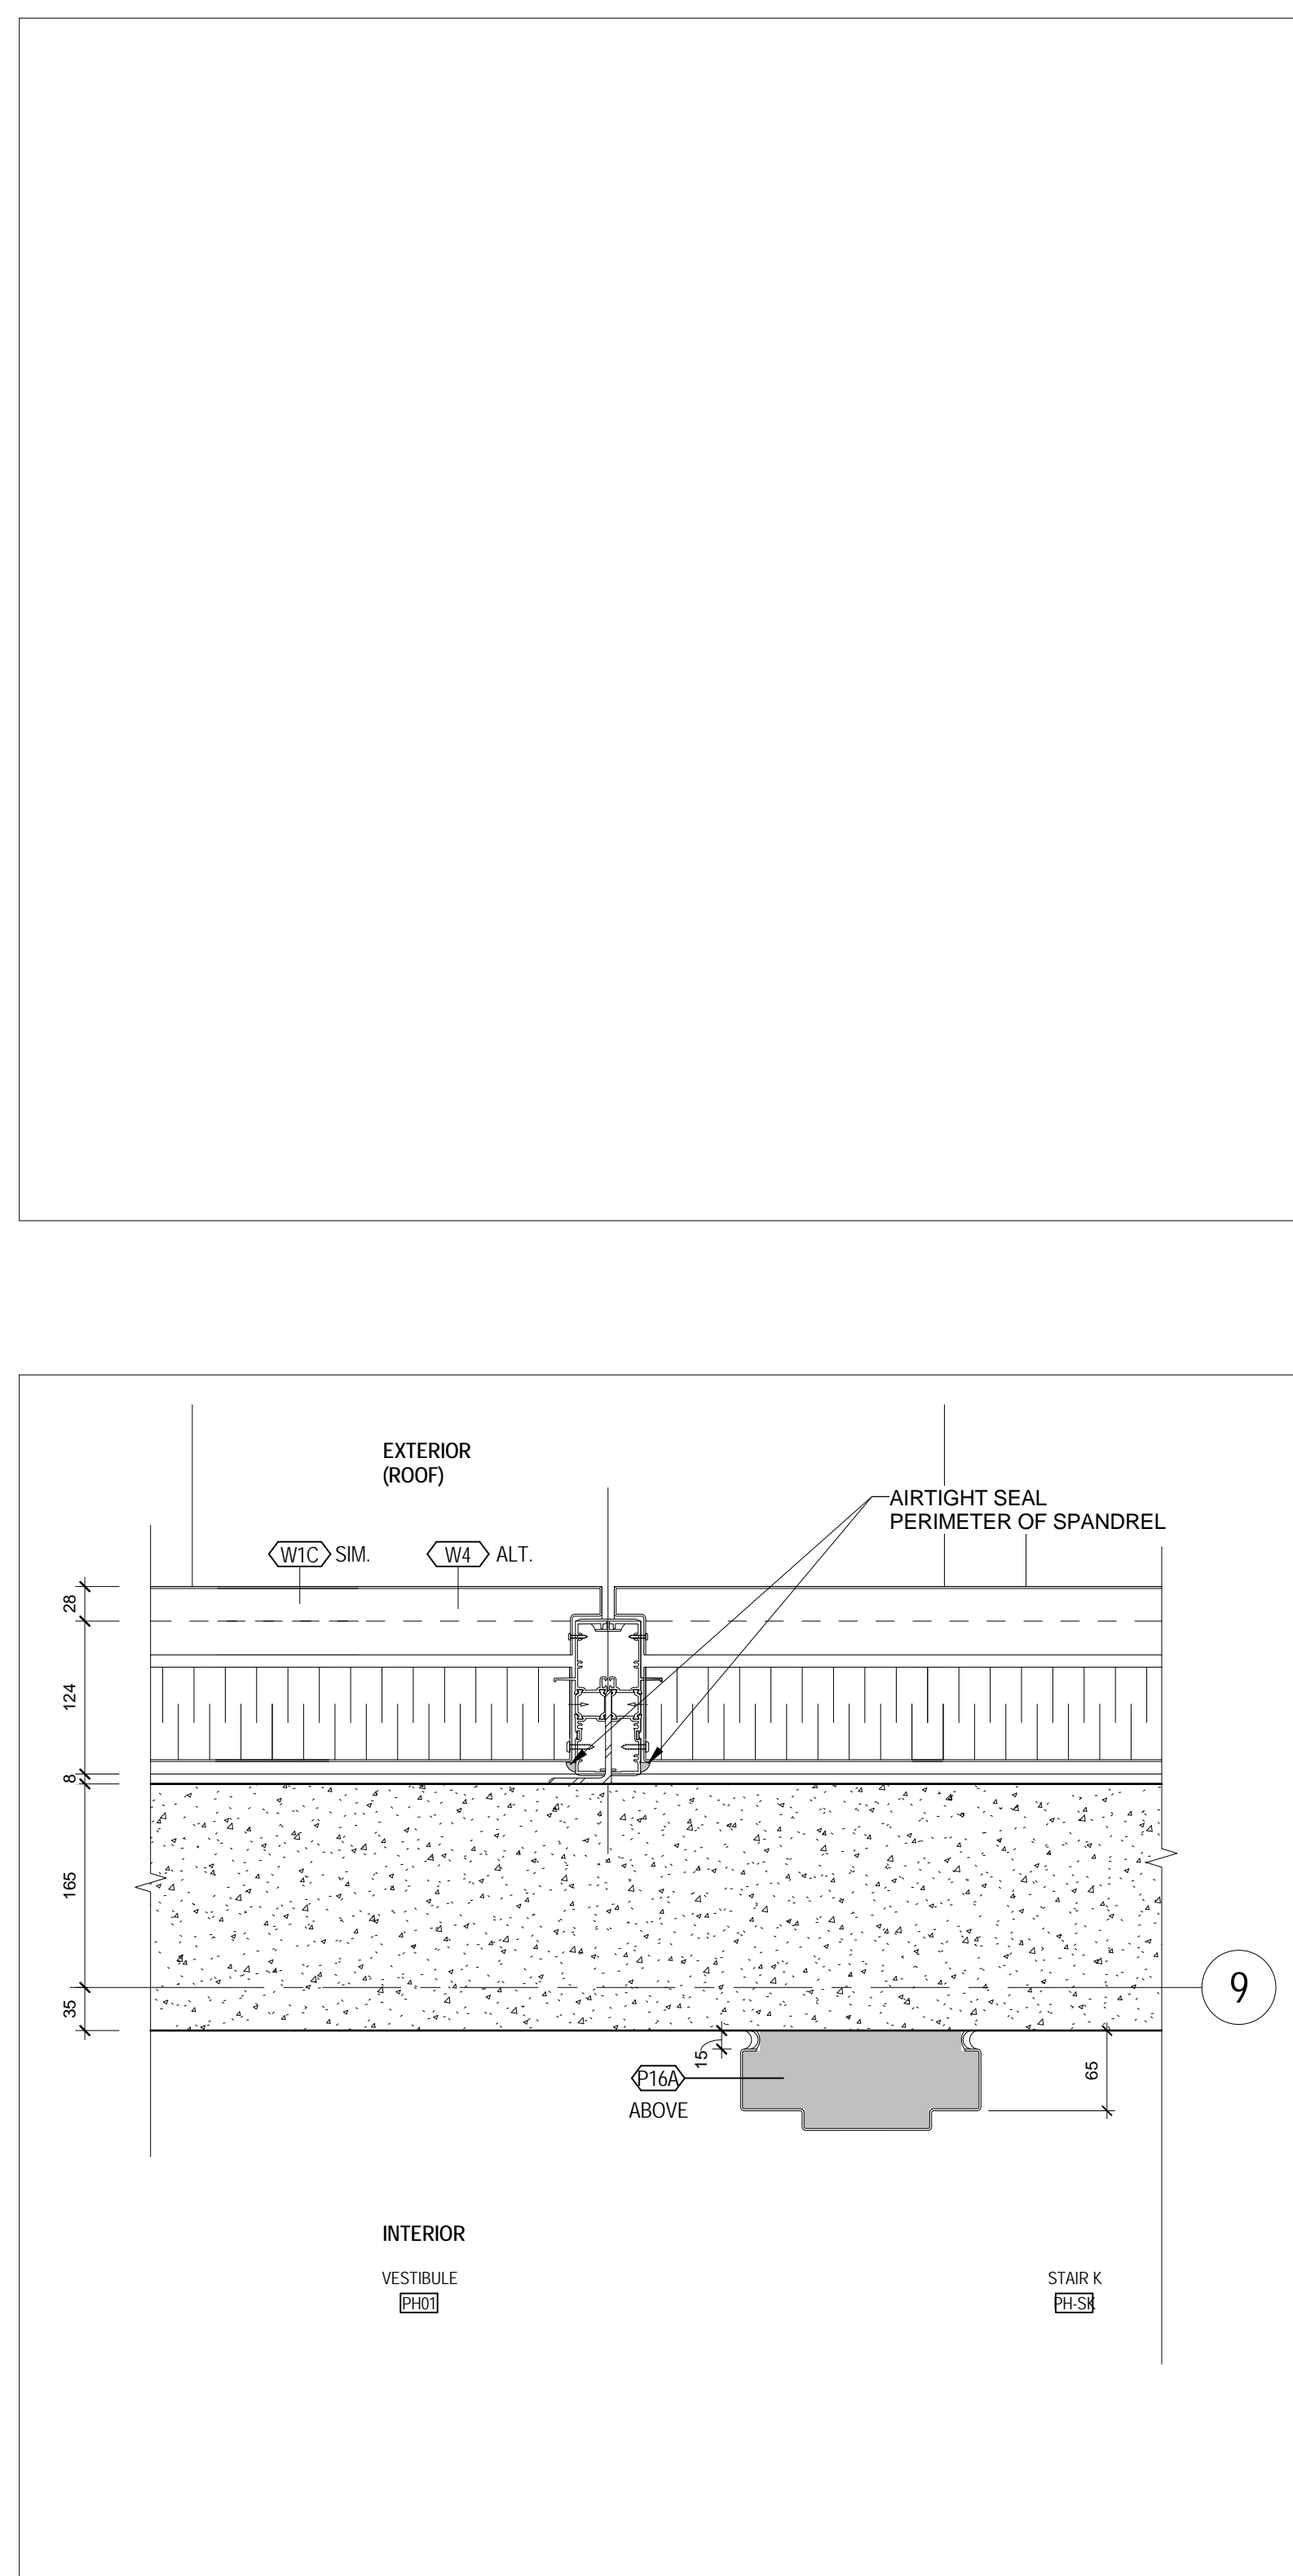 EXTERIOR
(ROOF)
AIRTIGHT SEAL
PERIMETER OF SPANDREL
W1C SIM.
W4 ALT.
28
124
8
165
35
9
15
65
P16A
ABOVE
INTERIOR
VESTIBULE
PH01
STAIR K
PH-SK